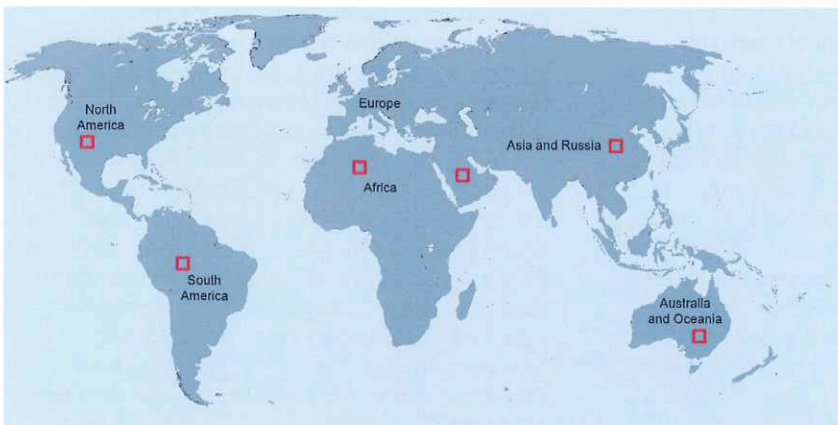 North
America
Europe
Asia and Russia
Africa
South
America
Australia
and Oceania